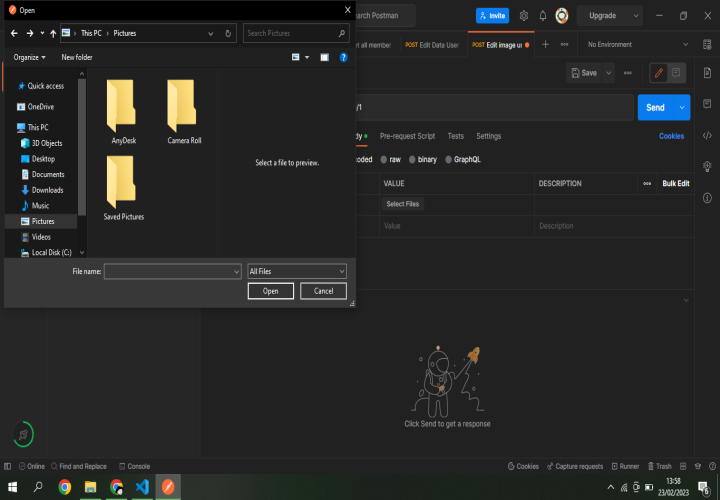 Open
This PC > Pictures
Search Pictures
Organize
New folder
Quick access
OneDrive
This PC
3D Objects
Desktop
Documents
Downloads
Music
Pictures
Videos
Local Disk (C:)
AnyDesk
Camera Roll
Saved Pictures
Select a file to preview.
File name:
All Files
Open
Cancel
arch Postman
Invite
Upgrade
et all member
POST Edit Data User
POST Edit image u
No Environment
Save
/1
Send
dy
Pre-request Script
Tests
Settings
Cookies
coded
raw
binary
GraphQL
VALUE
DESCRIPTION
Bulk Edit
Select Files
Value
Description
Click Send to get a response
Online
Find and Replace
Console
Cookies
Capture requests
Runner
Trash
13:58
23/02/2023
6